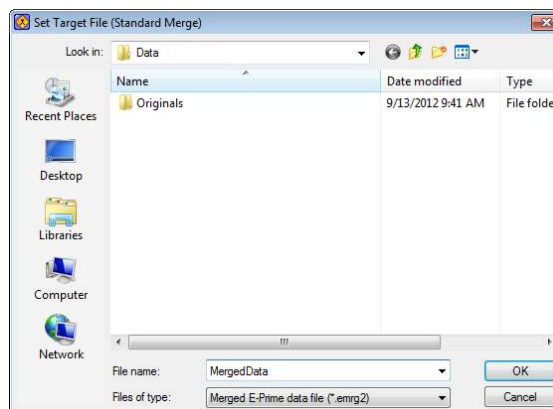 Set Target File (Standard Merge)
Look in: Data
Name Date modified Type
Originals 9/13/2012 9:41 AM File folde
Recent Places
Desktop
Libraries
Computer
Network
File name: MergedData OK
Files of type: Merged E-Prime data file (*.emrg2) Cancel